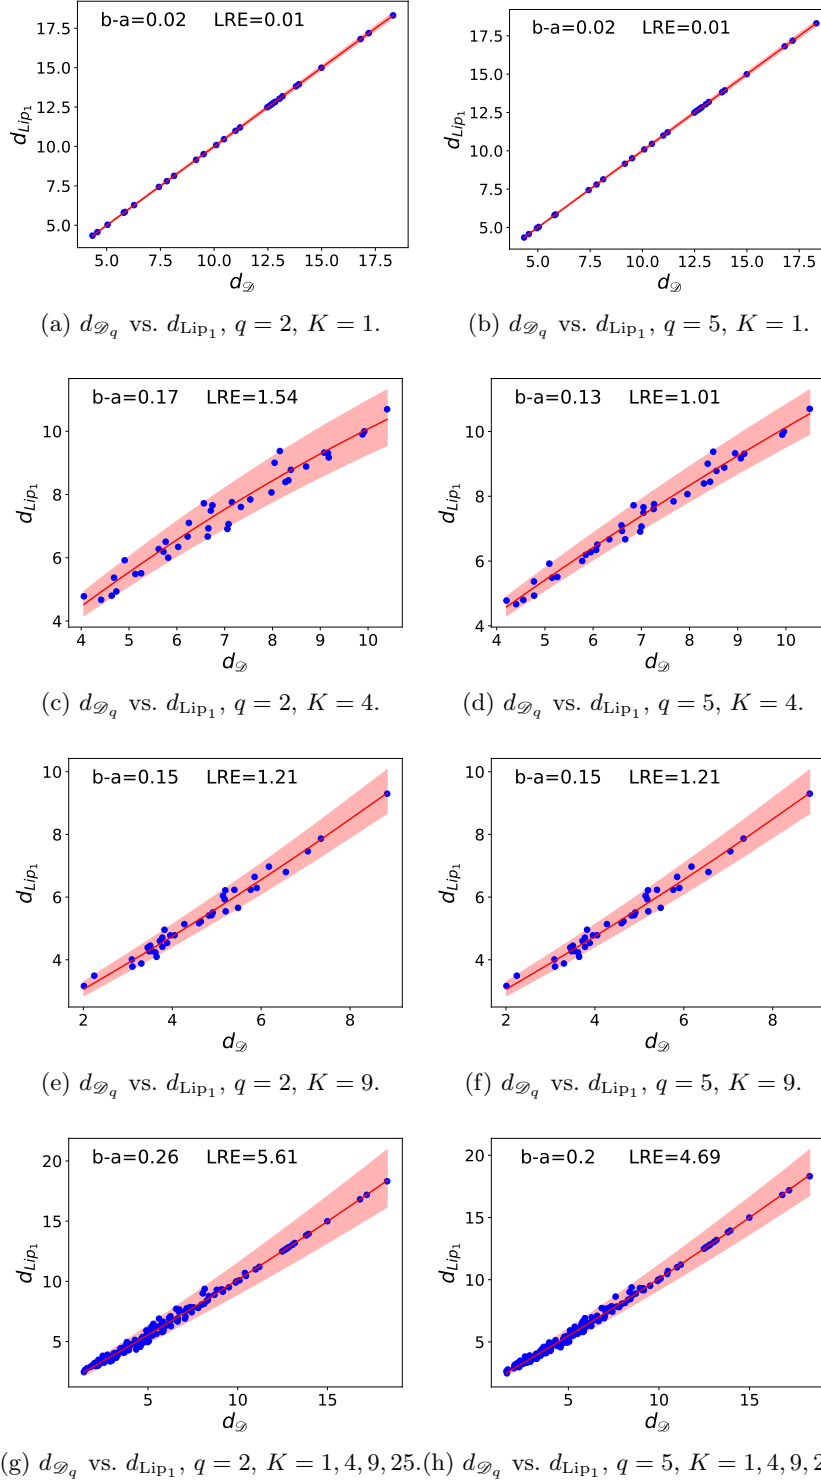 b-a=0.02 LRE=0.01
17.5
15.0
12.5
10.0
7.5
5.0
d_{Lip_1}
5.0 7.5 10.0 12.5 15.0 17.5
d_𝒟
(a) d_{𝒟_q} vs. d_{Lip_1}, q = 2, K = 1.
b-a=0.02 LRE=0.01
17.5
15.0
12.5
10.0
7.5
5.0
d_{Lip_1}
5.0 7.5 10.0 12.5 15.0 17.5
d_𝒟
(b) d_{𝒟_q} vs. d_{Lip_1}, q = 5, K = 1.
b-a=0.17 LRE=1.54
10
8
6
4
d_{Lip_1}
4 5 6 7 8 9 10
d_𝒟
(c) d_{𝒟_q} vs. d_{Lip_1}, q = 2, K = 4.
b-a=0.13 LRE=1.01
10
8
6
4
d_{Lip_1}
4 5 6 7 8 9 10
d_𝒟
(d) d_{𝒟_q} vs. d_{Lip_1}, q = 5, K = 4.
b-a=0.15 LRE=1.21
10
8
6
4
d_{Lip_1}
2 4 6 8
d_𝒟
(e) d_{𝒟_q} vs. d_{Lip_1}, q = 2, K = 9.
b-a=0.15 LRE=1.21
10
8
6
4
d_{Lip_1}
2 4 6 8
d_𝒟
(f) d_{𝒟_q} vs. d_{Lip_1}, q = 5, K = 9.
b-a=0.26 LRE=5.61
20
15
10
5
d_{Lip_1}
5 10 15
d_𝒟
(g) d_{𝒟_q} vs. d_{Lip_1}, q = 2, K = 1, 4, 9, 25.
b-a=0.2 LRE=4.69
20
15
10
5
d_{Lip_1}
5 10 15
d_𝒟
(h) d_{𝒟_q} vs. d_{Lip_1}, q = 5, K = 1, 4, 9, 2